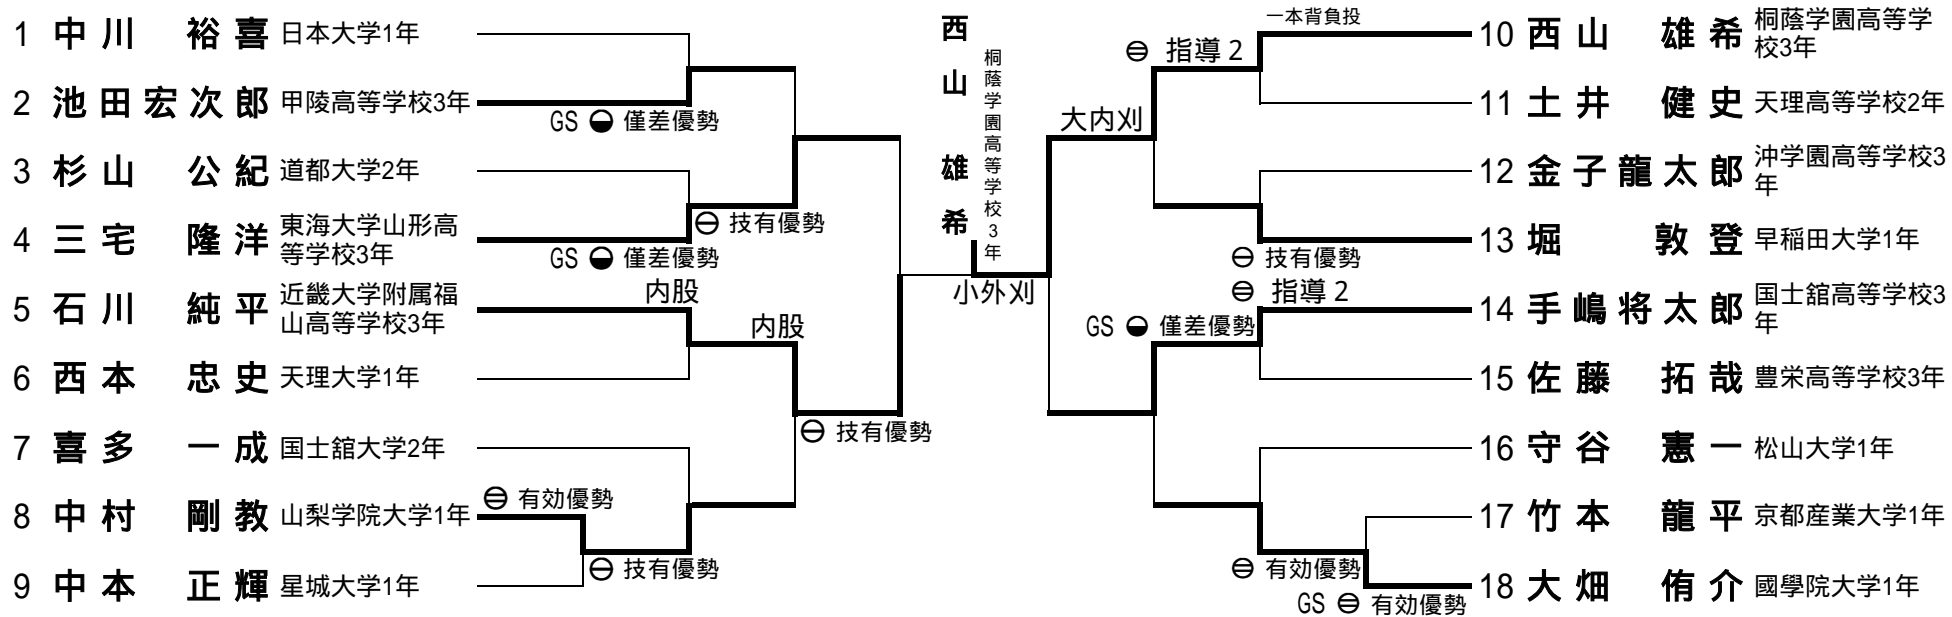 1 中川 裕喜 日本大学1年
2 池田宏次郎 甲陵高等学校3年
GS 僅差優勢
3 杉山 公紀 道都大学2年
4 三宅 隆洋 東海大学山形高
等学校3年
技有優勢
GS 僅差優勢
内股
5 石川 純平 近畿大学附属福
山高等学校3年
内股
6 西本 忠史 天理大学1年
技有優勢
7 喜多 一成 国士舘大学2年
有効優勢
8 中村 剛教 山梨学院大学1年
技有優勢
9 中本 正輝 星城大学1年
西山 雄希
桐蔭学園高等学校3年
小外刈
一本背負投
10 西山 雄希 桐蔭学園高等学
校3年
指導2
11 土井 健史 天理高等学校2年
大内刈
12 金子龍太郎 沖学園高等学校3
年
13 堀 敦登 早稲田大学1年
技有優勢
指導2
14 手嶋将太郎 国士舘高等学校3
年
GS 僅差優勢
15 佐藤 拓哉 豊栄高等学校3年
16 守谷 憲一 松山大学1年
17 竹本 龍平 京都産業大学1年
有効優勢
18 大畑 侑介 國學院大学1年
GS 有効優勢